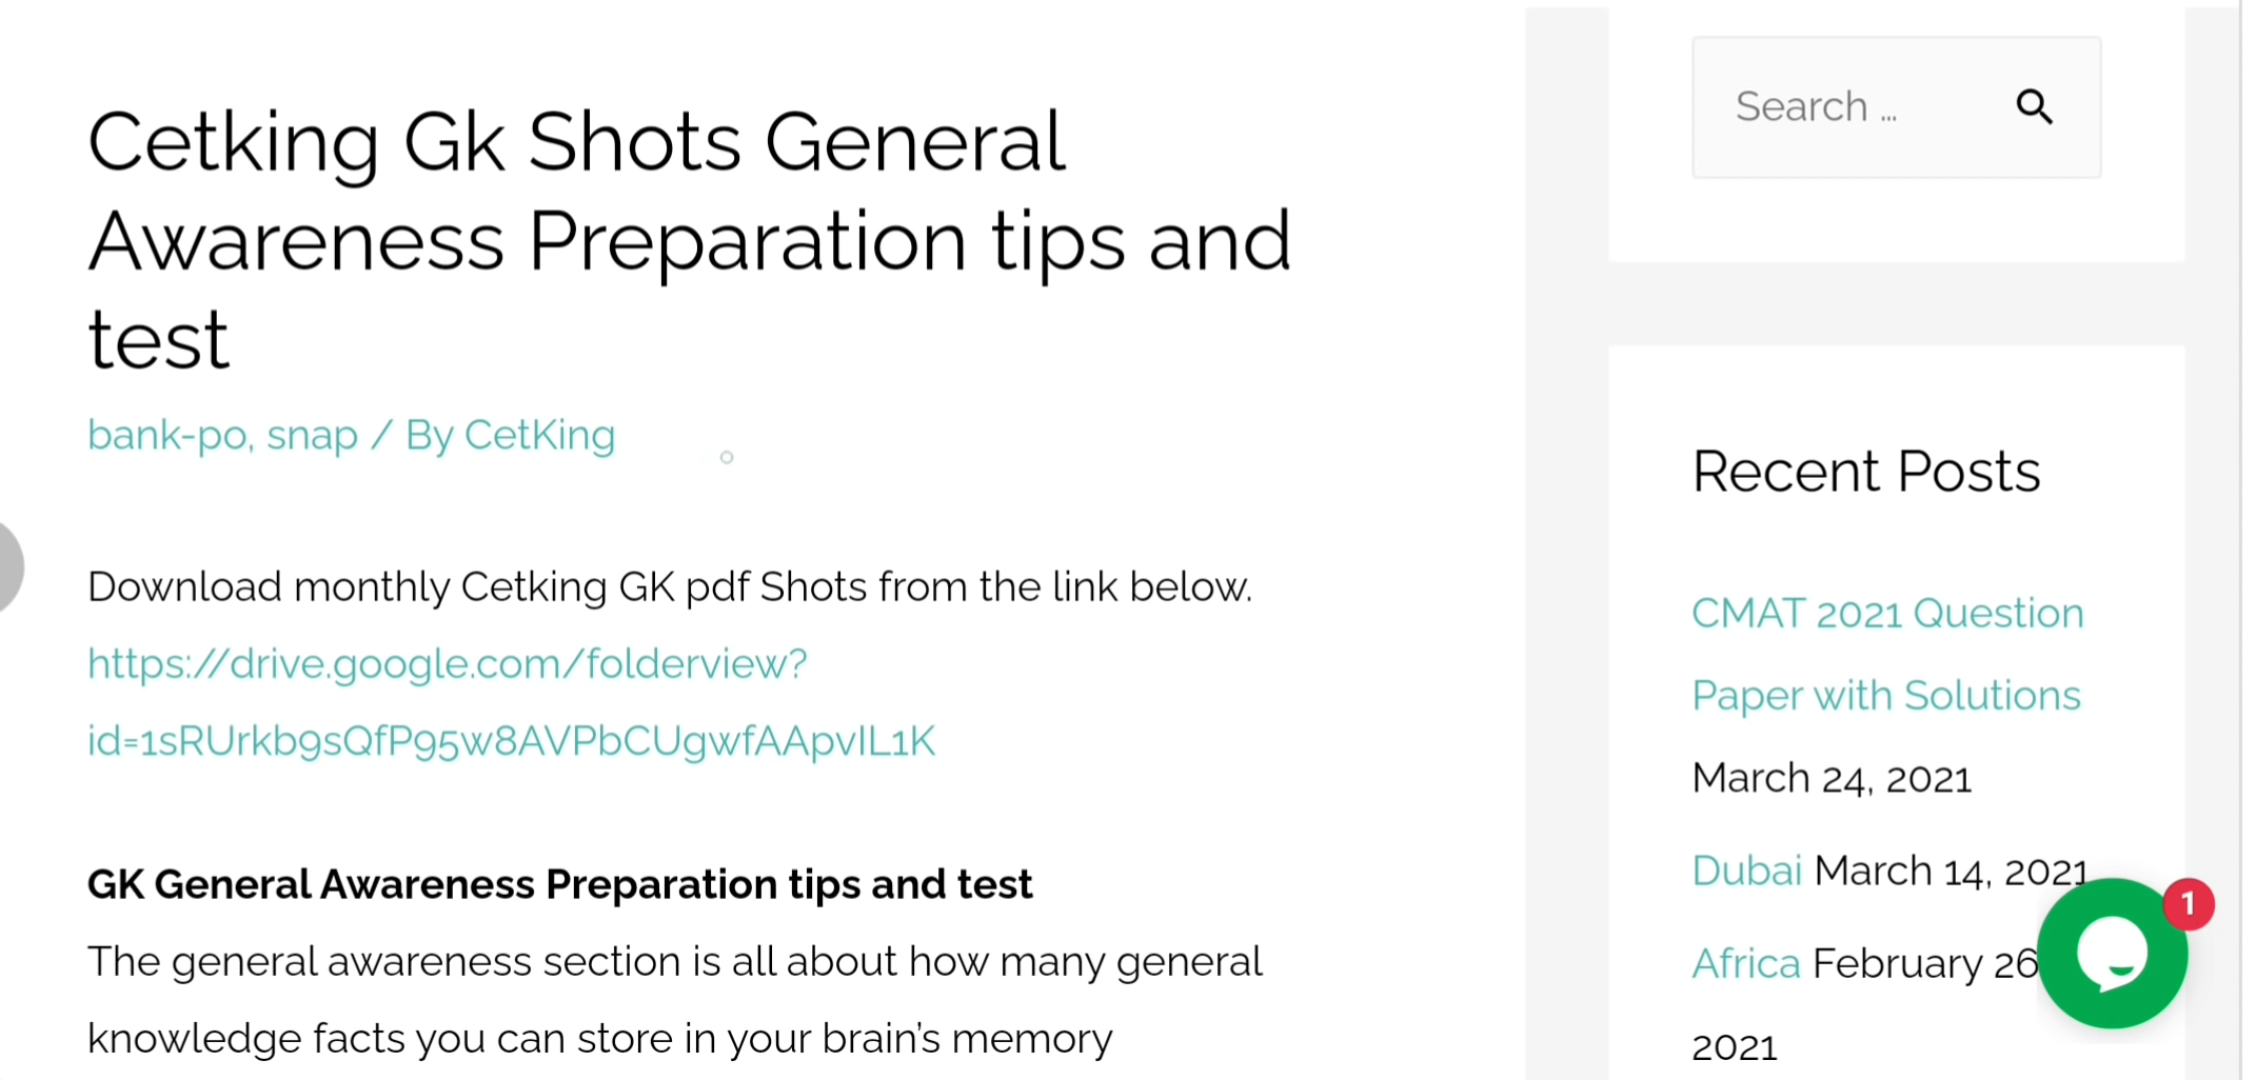 Cetking Gk Shots General
Awareness Preparation tips and
test
bank-po, snap / By CetKing
Download monthly Cetking GK pdf Shots from the link below.
https://drive.google.com/folderview?
id=1sRUrkb9sQfP95w8AVPbCUgwfAApvIL1K
GK General Awareness Preparation tips and test
The general awareness section is all about how many general
knowledge facts you can store in your brain's memory
Search ...
Recent Posts
CMAT 2021 Question
Paper with Solutions
March 24, 2021
Dubai March 14, 2021
Africa February 26
2021
1